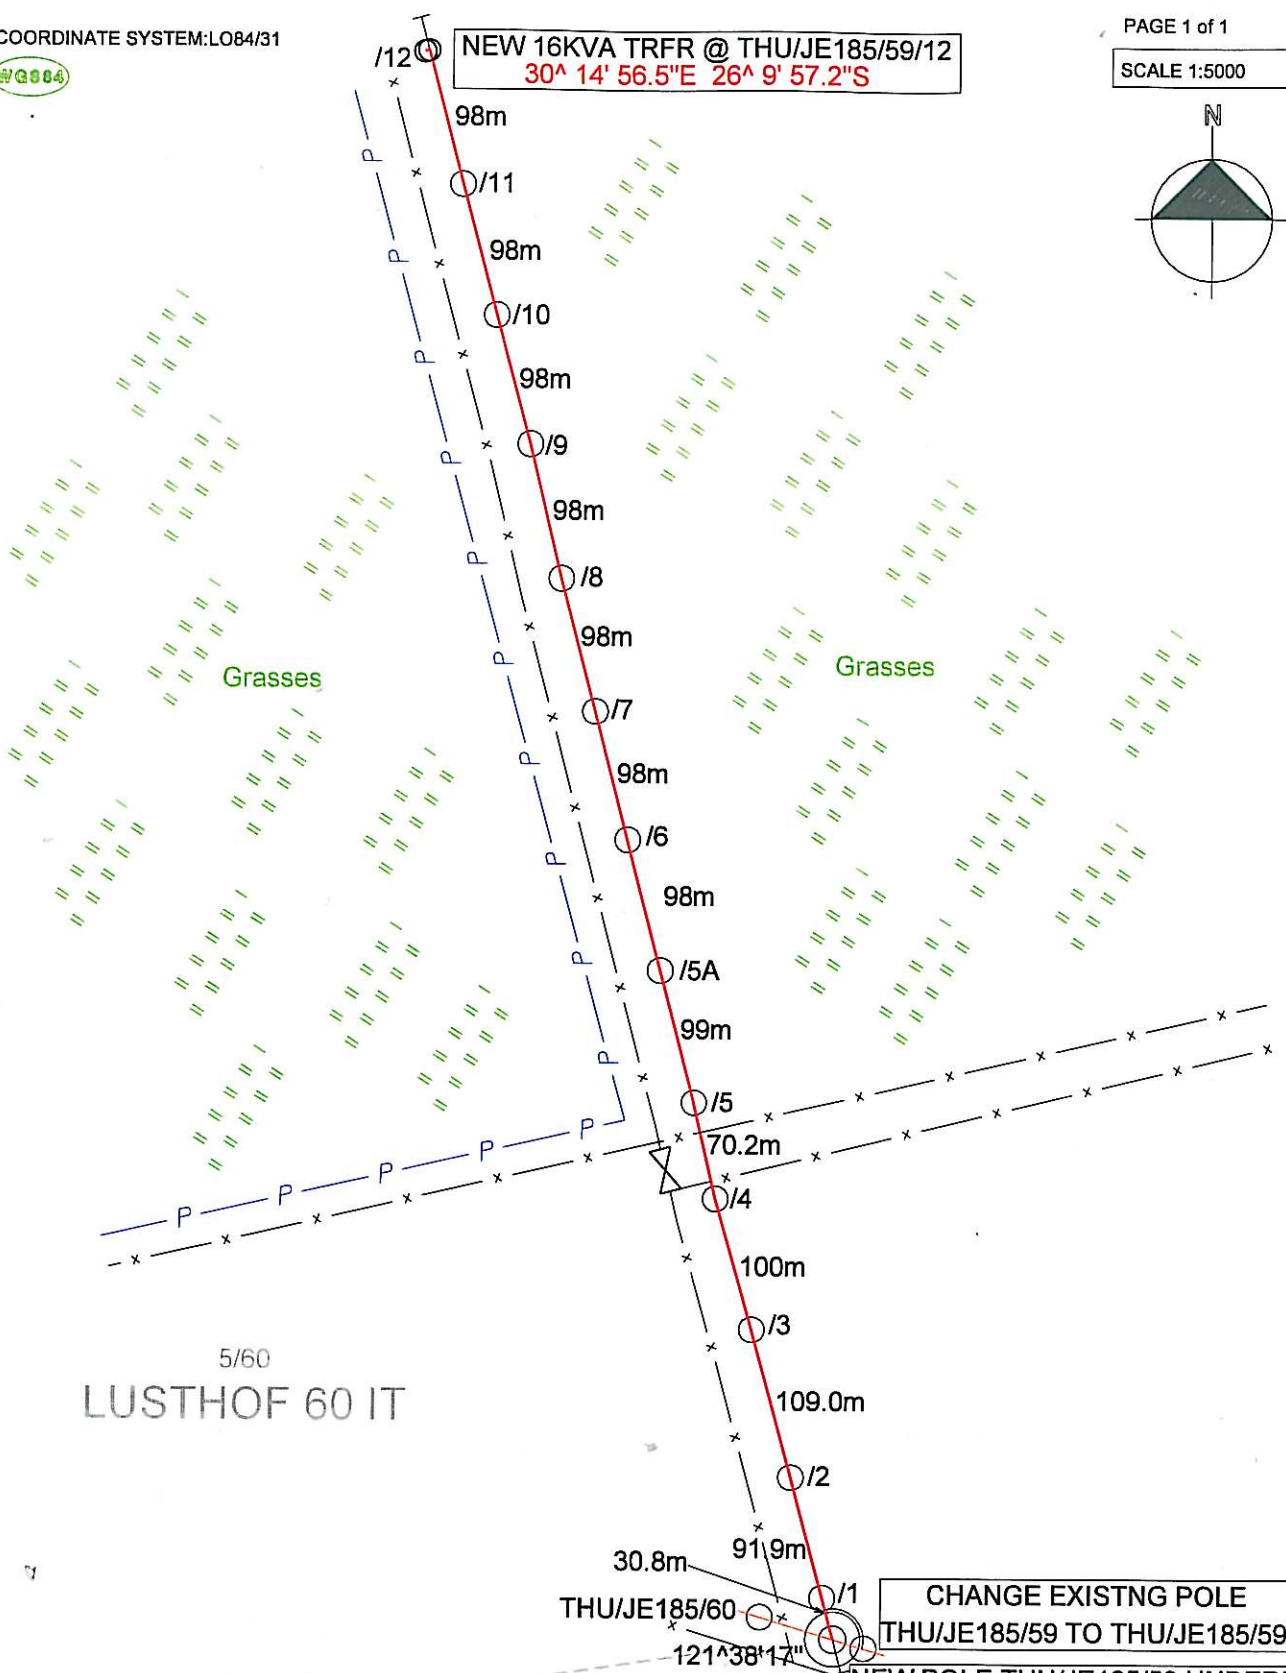 COORDINATE SYSTEM:LO84/31
WGS84
PAGE 1 of 1
SCALE 1:5000
N
/12
NEW 16KVA TRFR @ THU/JE185/59/12
30^ 14' 56.5"E 26^ 9' 57.2"S
98m
P
/11
98m
P
/10
98m
P
/9
P
98m
P
/8
98m
P
Grasses
Grasses
/7
P
98m
/6
P
98m
P
/5A
99m
P
/5
P
P
P
P
70.2m
/4
100m
/3
5/60
LUSTHOF 60 IT
109.0m
/2
91.9m
30.8m
/1
CHANGE EXISTNG POLE
THU/JE185/59 TO THU/JE185/59
THU/JE185/60
121^38'17"